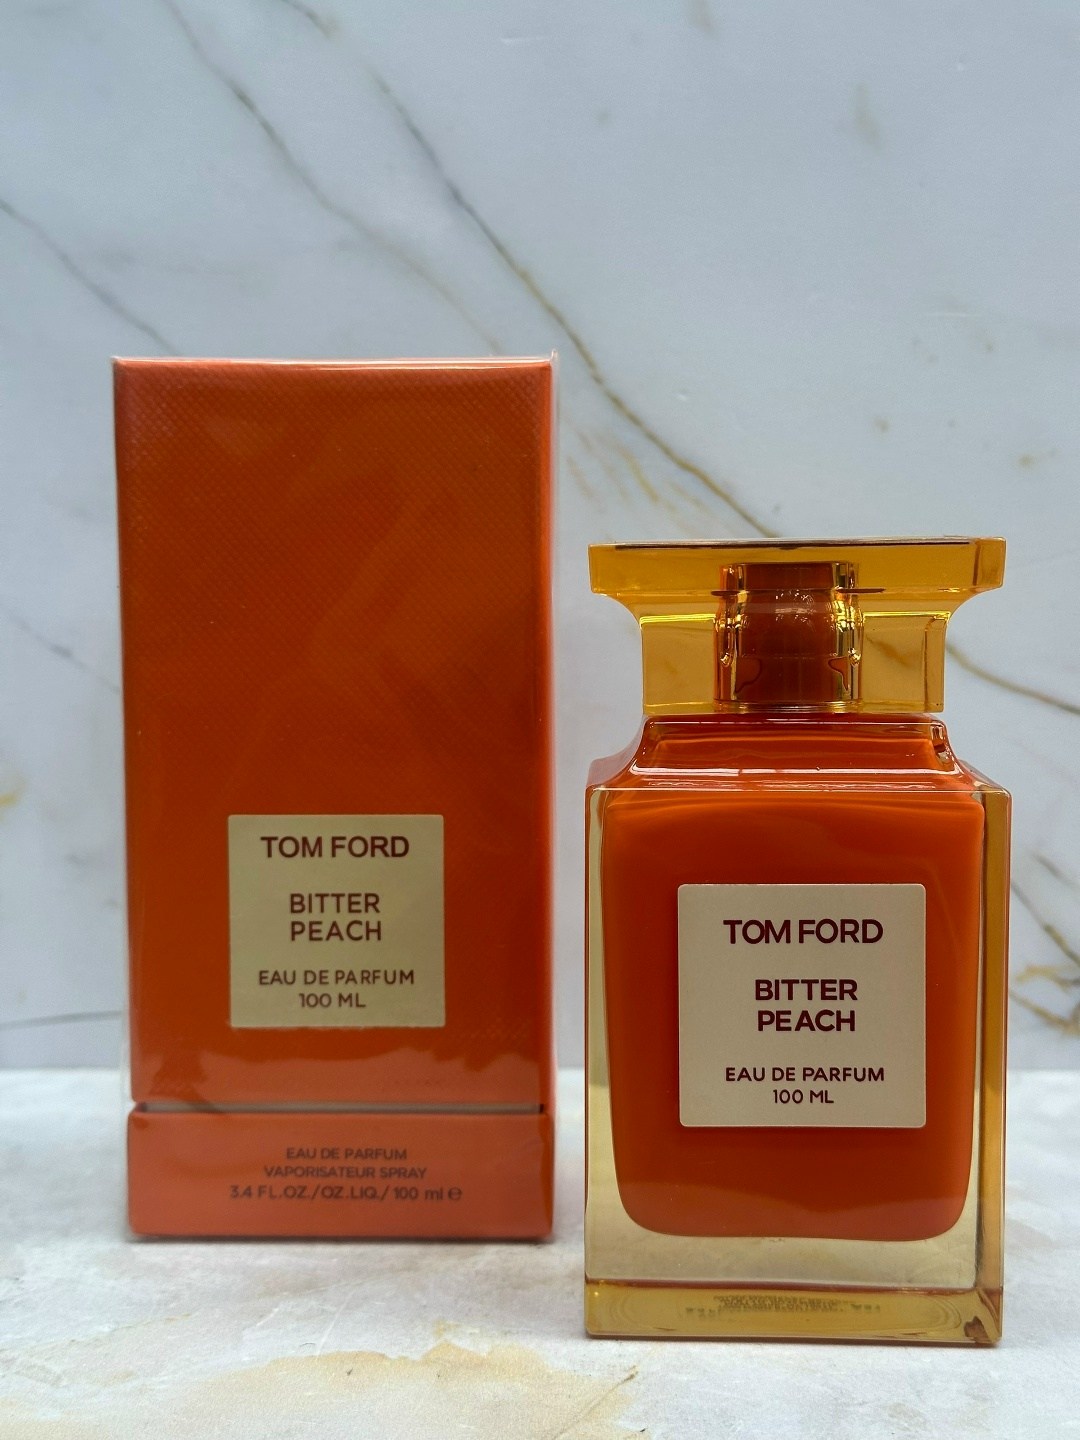 TOM FORD
BITTER
PEACH
EAU DE PARFUM
100 ML
EAU DE PARFUM
VAPORISATEUR SPRAY
3.4 FL.OZ./OZ.LIQ./ 100 ml ℮
TOM FORD
BITTER
PEACH
EAU DE PARFUM
100 ML